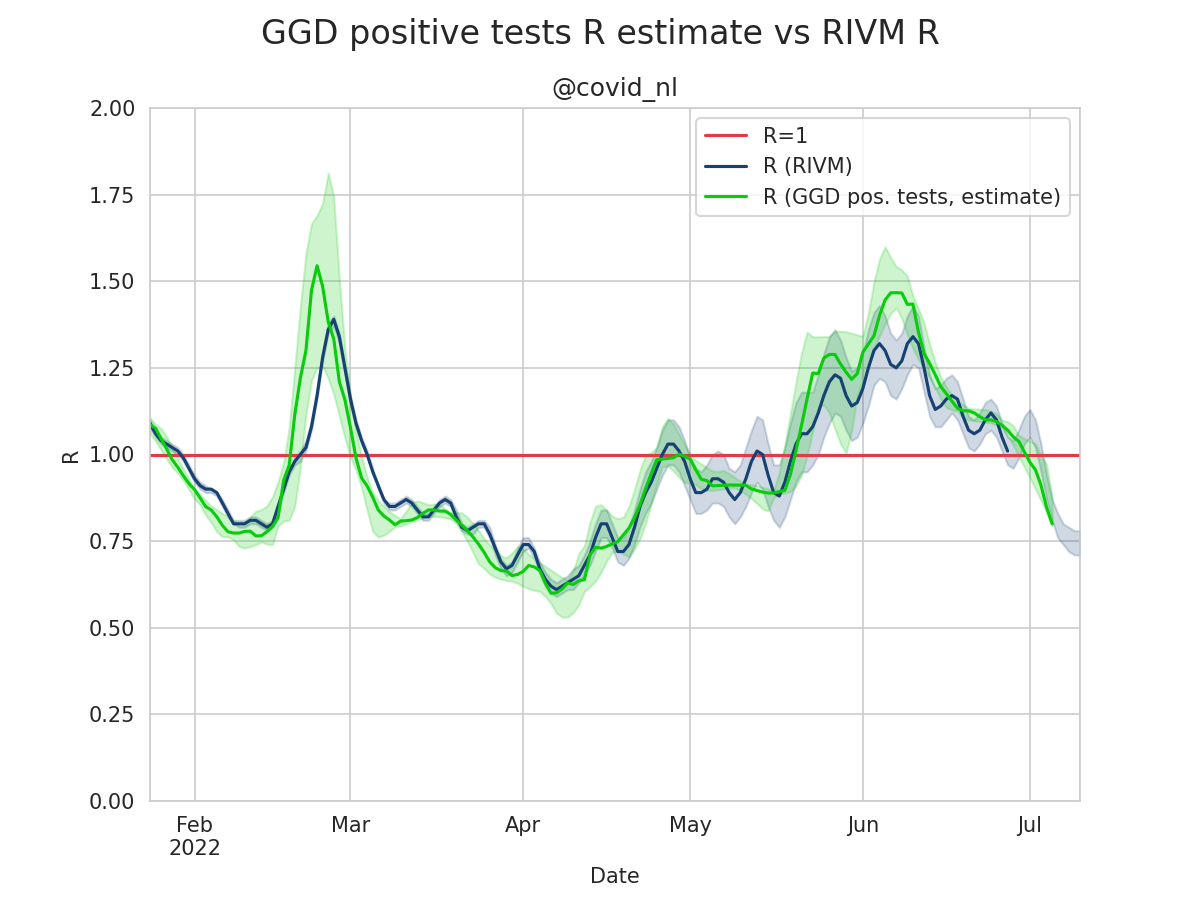 GGD positive tests R estimate vs RIVM R
@covid_nl
R=1
R (RIVM)
R (GGD pos. tests, estimate)
2.00
1.75
1.50
1.25
1.00
0.75
0.50
0.25
0.00
R
Feb
2022
Mar
Apr
May
Jun
Jul
Date